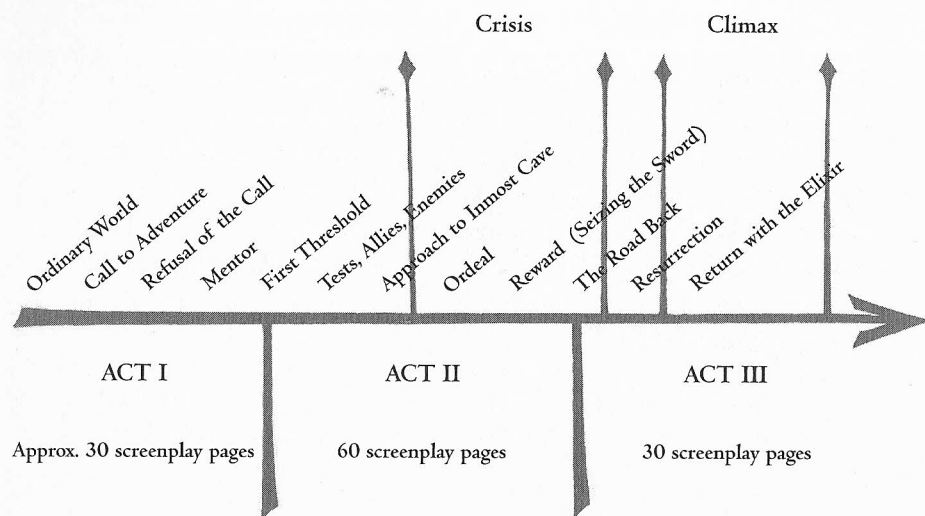 Crisis
Climax
Ordinary World
Call to Adventure
Refusal of the Call
Mentor
First Threshold
Tests, Allies, Enemies
Approach to Inmost Cave
Ordeal
Reward (Seizing the Sword)
The Road Back
Resurrection
Return with the Elixir
ACT I
ACT II
ACT III
Approx. 30 screenplay pages
60 screenplay pages
30 screenplay pages